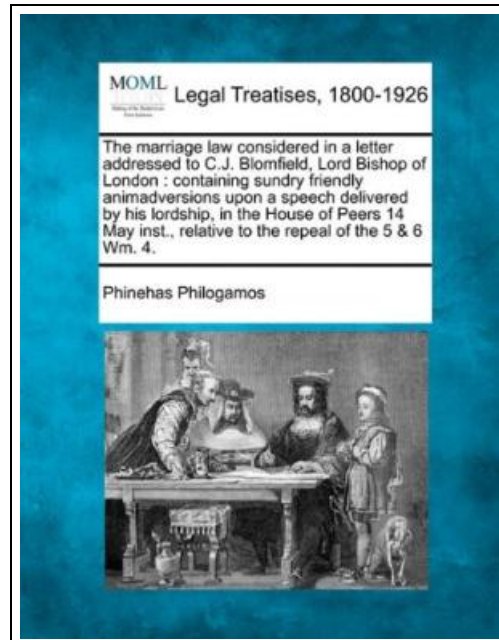 MOML
Legal Treatises, 1800-1926
The marriage law considered in a letter
addressed to C.J. Blomfield, Lord Bishop of
London : containing sundry friendly
animadversions upon a speech delivered
by his lordship, in the House of Peers 14
May inst., relative to the repeal of the 5 & 6
Wm. 4.
Phinehas Philogamos